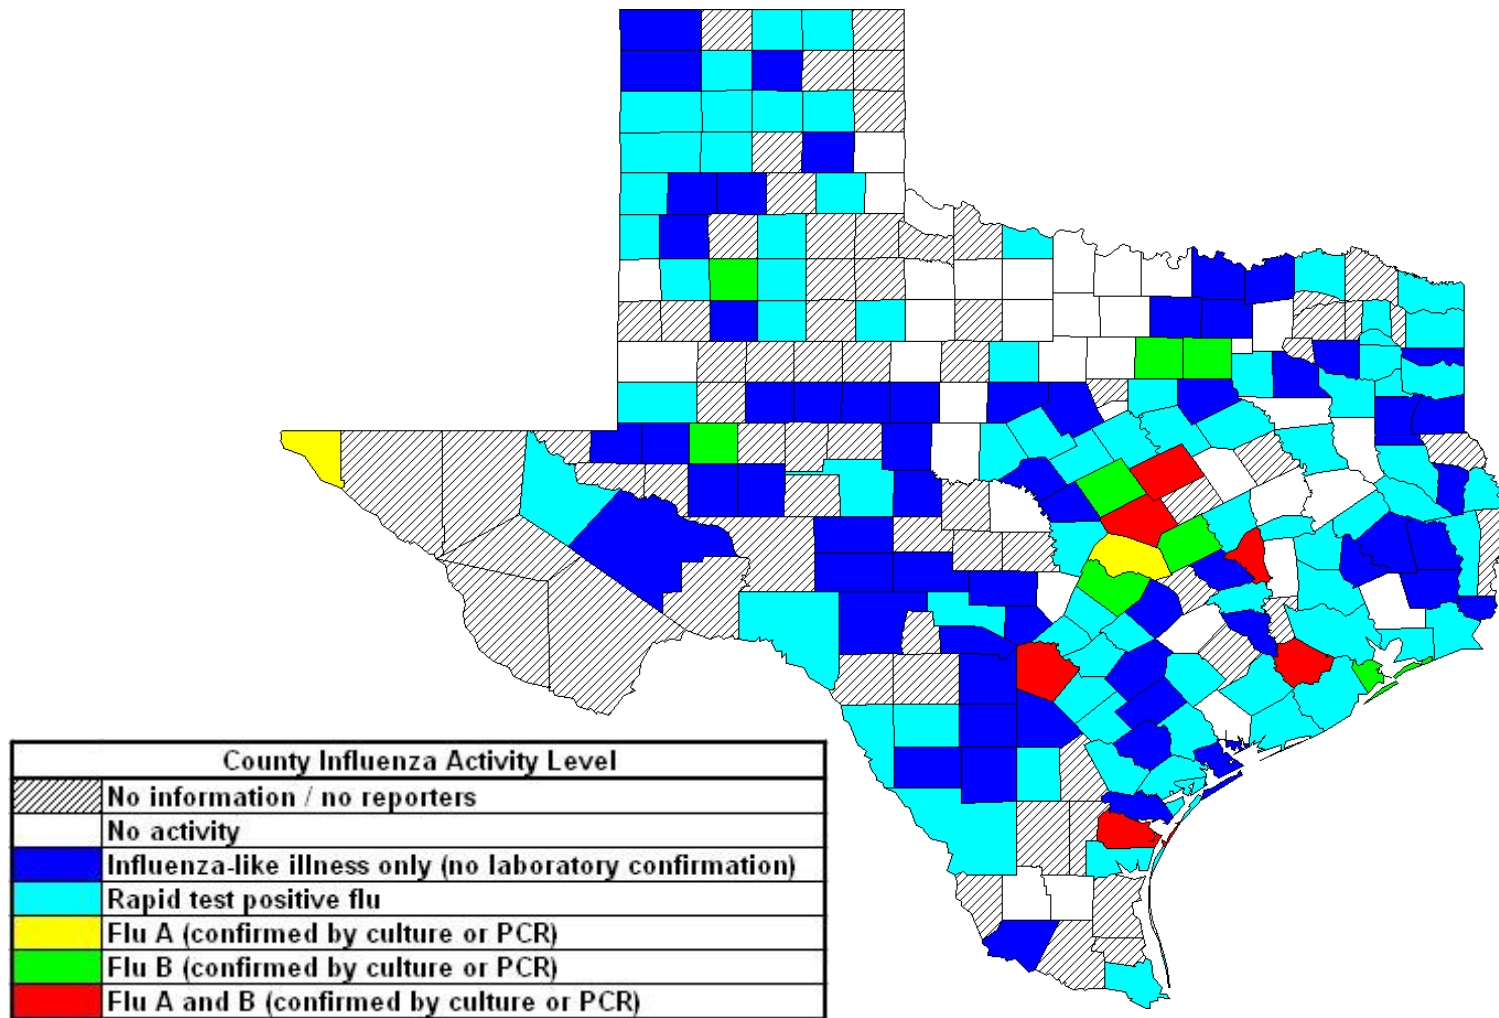 County Influenza Activity Level
No information / no reporters
No activity
Influenza-like illness only (no laboratory confirmation)
Rapid test positive flu
Flu A (confirmed by culture or PCR)
Flu B (confirmed by culture or PCR)
Flu A and B (confirmed by culture or PCR)